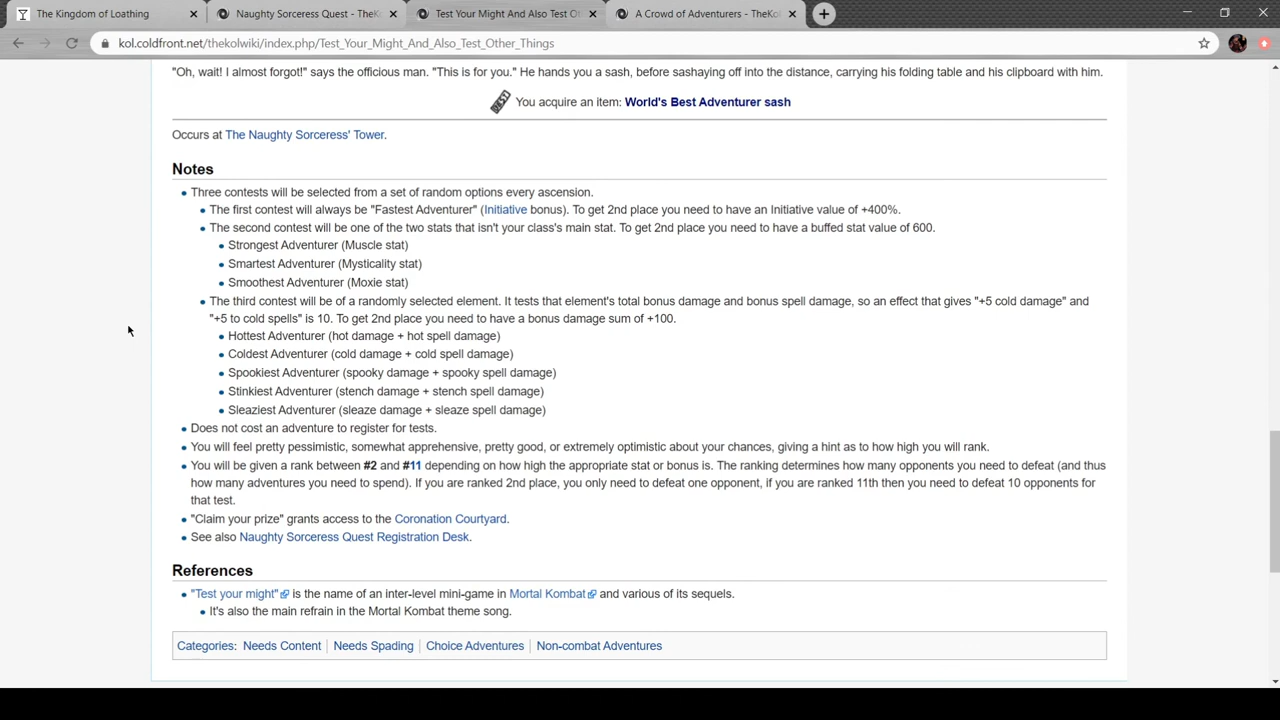 The Kingdom of Loathing
Naughty Sorceress Quest - TheK
Test Your Might And Also Test Ot
A Crowd of Adventurers - TheKol
kol.coldfront.net/thekolwiki/index.php/Test_Your_Might_And_Also_Test_Other_Things
"Oh, wait! I almost forgot!" says the officious man. "This is for you." He hands you a sash, before sashaying off into the distance, carrying his folding table and his clipboard with him.
You acquire an item: World's Best Adventurer sash
Occurs at The Naughty Sorceress' Tower.
Notes
Three contests will be selected from a set of random options every ascension.
The first contest will always be "Fastest Adventurer" (Initiative bonus). To get 2nd place you need to have an Initiative value of +400%.
The second contest will be one of the two stats that isn't your class's main stat. To get 2nd place you need to have a buffed stat value of 600.
Strongest Adventurer (Muscle stat)
Smartest Adventurer (Mysticality stat)
Smoothest Adventurer (Moxie stat)
The third contest will be of a randomly selected element. It tests that element's total bonus damage and bonus spell damage, so an effect that gives "+5 cold damage" and
"+5 to cold spells" is 10. To get 2nd place you need to have a bonus damage sum of +100.
Hottest Adventurer (hot damage + hot spell damage)
Coldest Adventurer (cold damage + cold spell damage)
Spookiest Adventurer (spooky damage + spooky spell damage)
Stinkiest Adventurer (stench damage + stench spell damage)
Sleaziest Adventurer (sleaze damage + sleaze spell damage)
Does not cost an adventure to register for tests.
You will feel pretty pessimistic, somewhat apprehensive, pretty good, or extremely optimistic about your chances, giving a hint as to how high you will rank.
You will be given a rank between #2 and #11 depending on how high the appropriate stat or bonus is. The ranking determines how many opponents you need to defeat (and thus
how many adventures you need to spend). If you are ranked 2nd place, you only need to defeat one opponent, if you are ranked 11th then you need to defeat 10 opponents for
that test.
"Claim your prize" grants access to the Coronation Courtyard.
See also Naughty Sorceress Quest Registration Desk.
References
"Test your might" is the name of an inter-level mini-game in Mortal Kombat and various of its sequels.
It's also the main refrain in the Mortal Kombat theme song.
Categories: Needs Content | Needs Spading | Choice Adventures | Non-combat Adventures